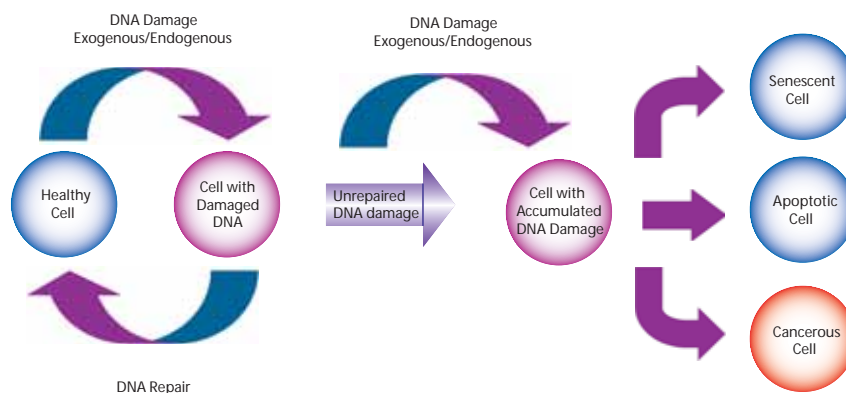 DNA Damage
Exogenous/Endogenous
DNA Damage
Exogenous/Endogenous
Healthy
Cell
Cell with
Damaged
DNA
Unrepaired
DNA damage
Cell with
Accumulated
DNA Damage
Senescent
Cell
Apoptotic
Cell
Cancerous
Cell
DNA Repair